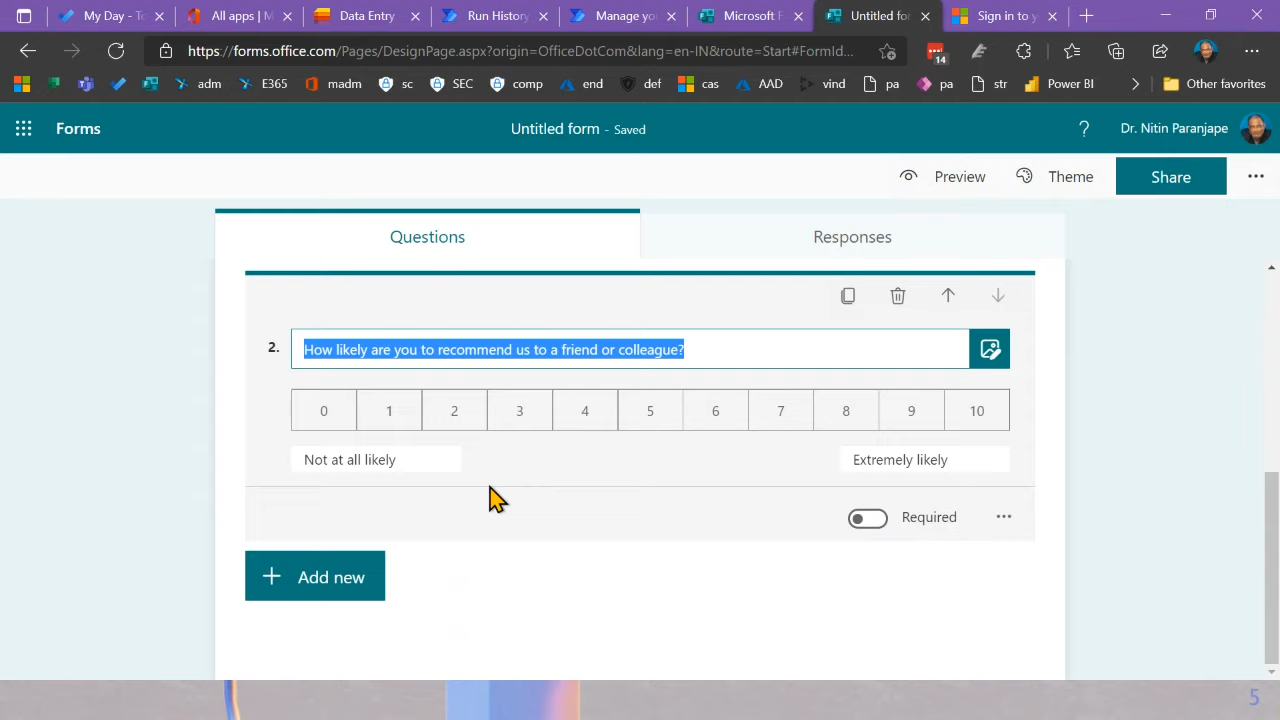 My Day - To
All apps | M
Data Entry
Run History
Manage you
Microsoft F
Untitled for
Sign in to y
https://forms.office.com/Pages/DesignPage.aspx?origin=OfficeDotCom&lang=en-IN&route=Start#FormId...
14
adm
E365
madm
sc
SEC
comp
end
def
cas
AAD
vind
pa
pa
str
Power BI
Other favorites
Forms
Untitled form - Saved
?
Dr. Nitin Paranjape
Preview
Theme
Share
Questions
Responses
2.
How likely are you to recommend us to a friend or colleague?
0 1 2 3 4 5 6 7 8 9 10
Not at all likely
Extremely likely
Required
Add new
5